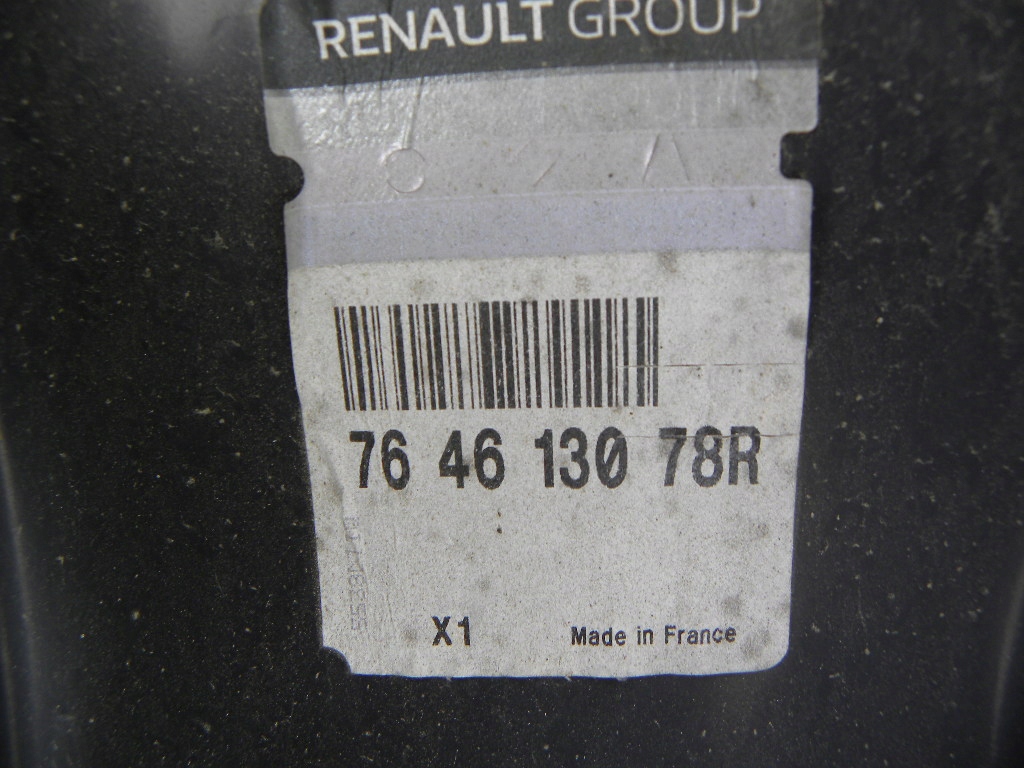 RENAULT GROUP
76 46 130 78R
X1
Made in France